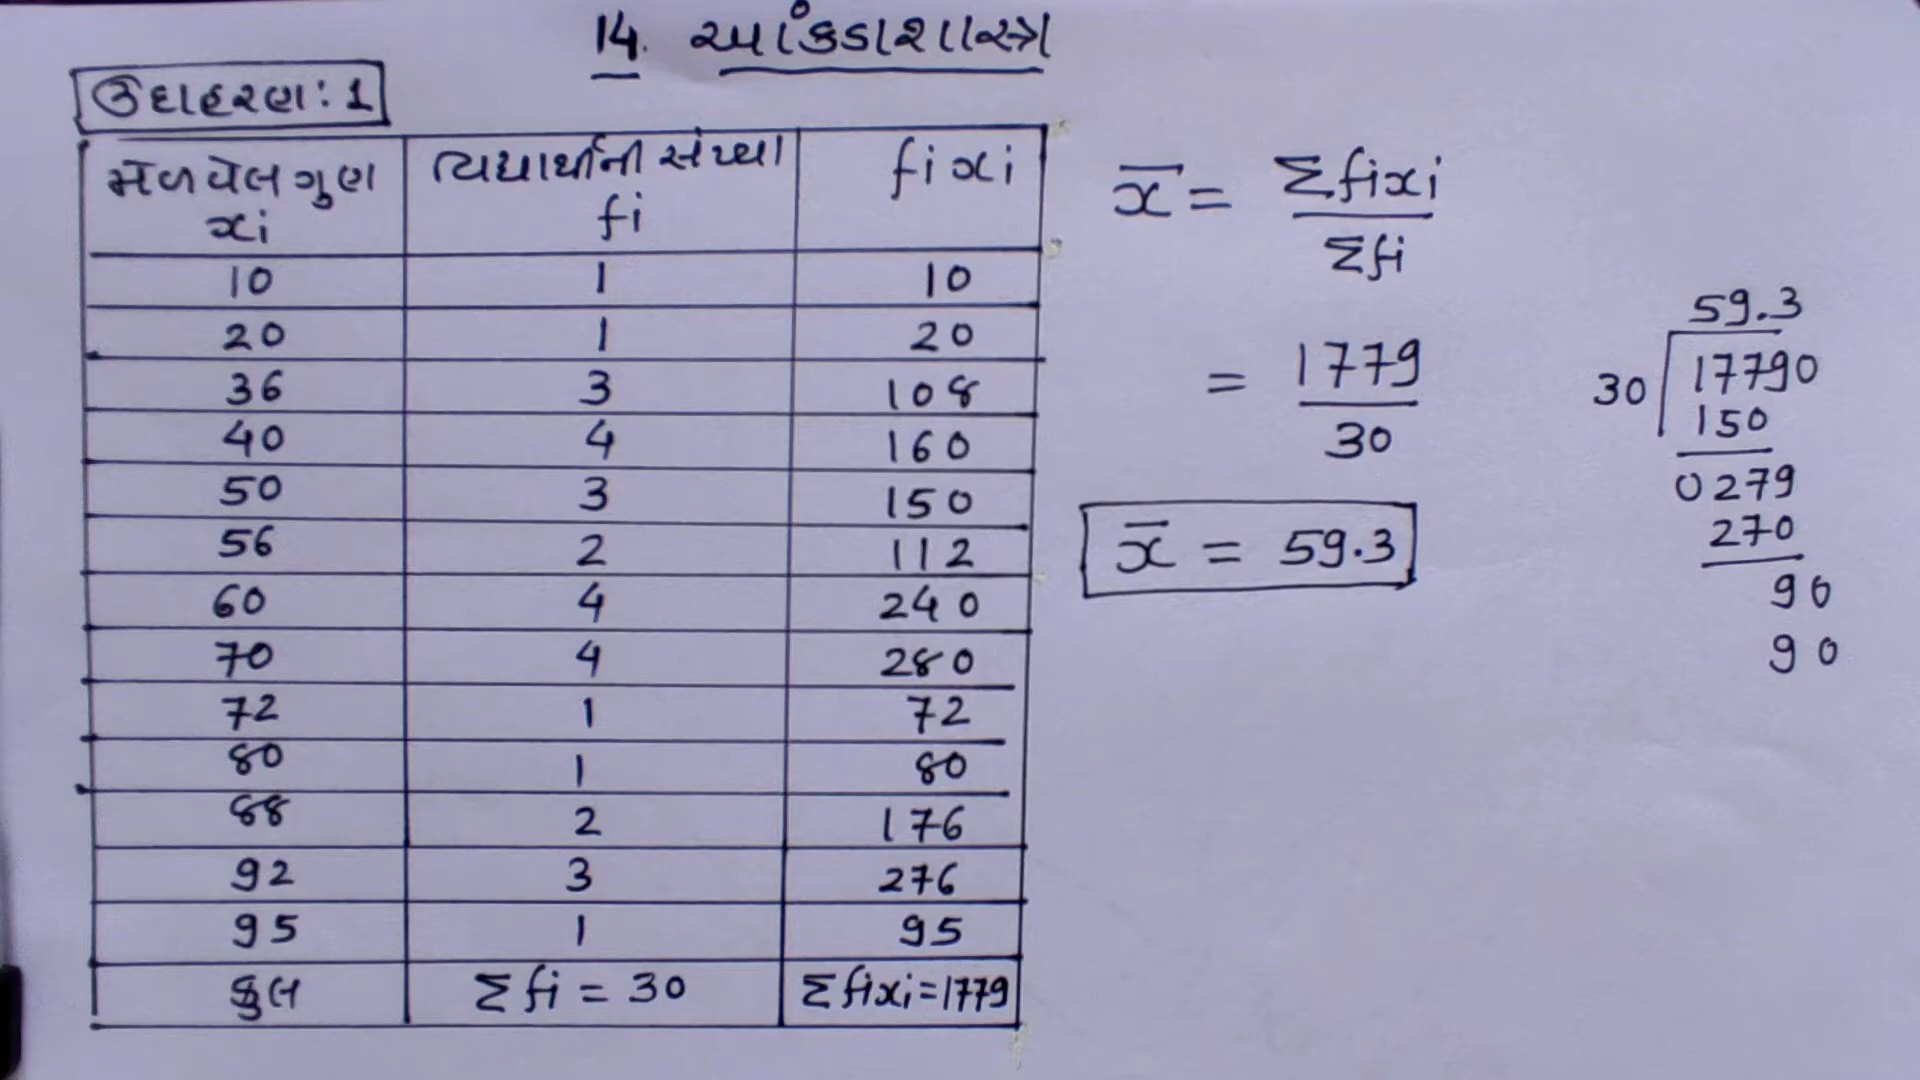 14. આંકડાશાસ્ત્ર
ઉદાહરણ: 1
મેળવેલ ગુણ xi | વિદ્યાર્થીની સંખ્યા fi | fi xi
10 | 1 | 10
20 | 1 | 20
36 | 3 | 108
40 | 4 | 160
50 | 3 | 150
56 | 2 | 112
60 | 4 | 240
70 | 4 | 280
72 | 1 | 72
80 | 1 | 80
88 | 2 | 176
92 | 3 | 276
95 | 1 | 95
કુલ | Σfi = 30 | Σfixi = 1779
x̅ = Σfixi / Σfi
= 1779 / 30
x̅ = 59.3
59.3
30 17790
150
0279
270
90
90